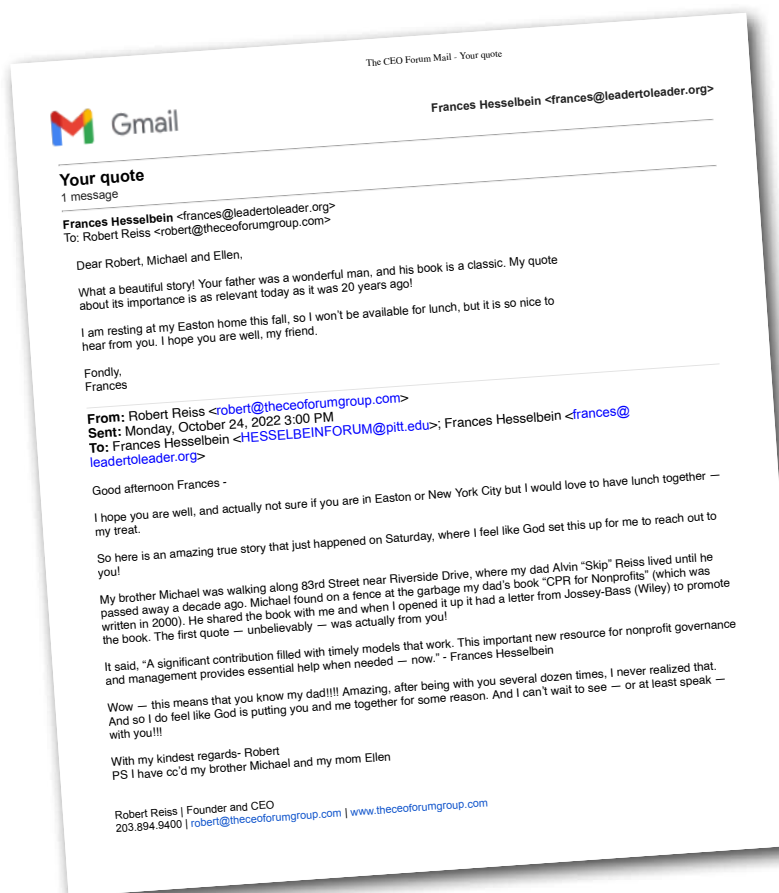 The CEO Forum Mail - Your quote
Gmail
Frances Hesselbein <frances@leadertoleader.org>
Your quote
1 message
Frances Hesselbein <frances@leadertoleader.org>
To: Robert Reiss <robert@theceoforumgroup.com>
Dear Robert, Michael and Ellen,
What a beautiful story! Your father was a wonderful man, and his book is a classic. My quote
about its importance is as relevant today as it was 20 years ago!
I am resting at my Easton home this fall, so I won't be available for lunch, but it is so nice to
hear from you. I hope you are well, my friend.
Fondly,
Frances
From: Robert Reiss <robert@theceoforumgroup.com>
Sent: Monday, October 24, 2022 3:00 PM
To: Frances Hesselbein <HESSELBEINFORUM@pitt.edu>; Frances Hesselbein <frances@
leadertoleader.org>
Good afternoon Frances -
I hope you are well, and actually not sure if you are in Easton or New York City but I would love to have lunch together —
my treat.
So here is an amazing true story that just happened on Saturday, where I feel like God set this up for me to reach out to
you!
My brother Michael was walking along 83rd Street near Riverside Drive, where my dad Alvin “Skip” Reiss lived until he
passed away a decade ago. Michael found on a fence at the garbage my dad's book “CPR for Nonprofits” (which was
written in 2000). He shared the book with me and when I opened it up it had a letter from Jossey-Bass (Wiley) to promote
the book. The first quote — unbelievably — was actually from you!
It said, “A significant contribution filled with timely models that work. This important new resource for nonprofit governance
and management provides essential help when needed — now.” - Frances Hesselbein
Wow — this means that you know my dad!!!! Amazing, after being with you several dozen times, I never realized that.
And so I do feel like God is putting you and me together for some reason. And I can't wait to see — or at least speak —
with you!!!
With my kindest regards- Robert
PS I have cc'd my brother Michael and my mom Ellen
Robert Reiss | Founder and CEO
203.894.9400 | robert@theceoforumgroup.com | www.theceoforumgroup.com